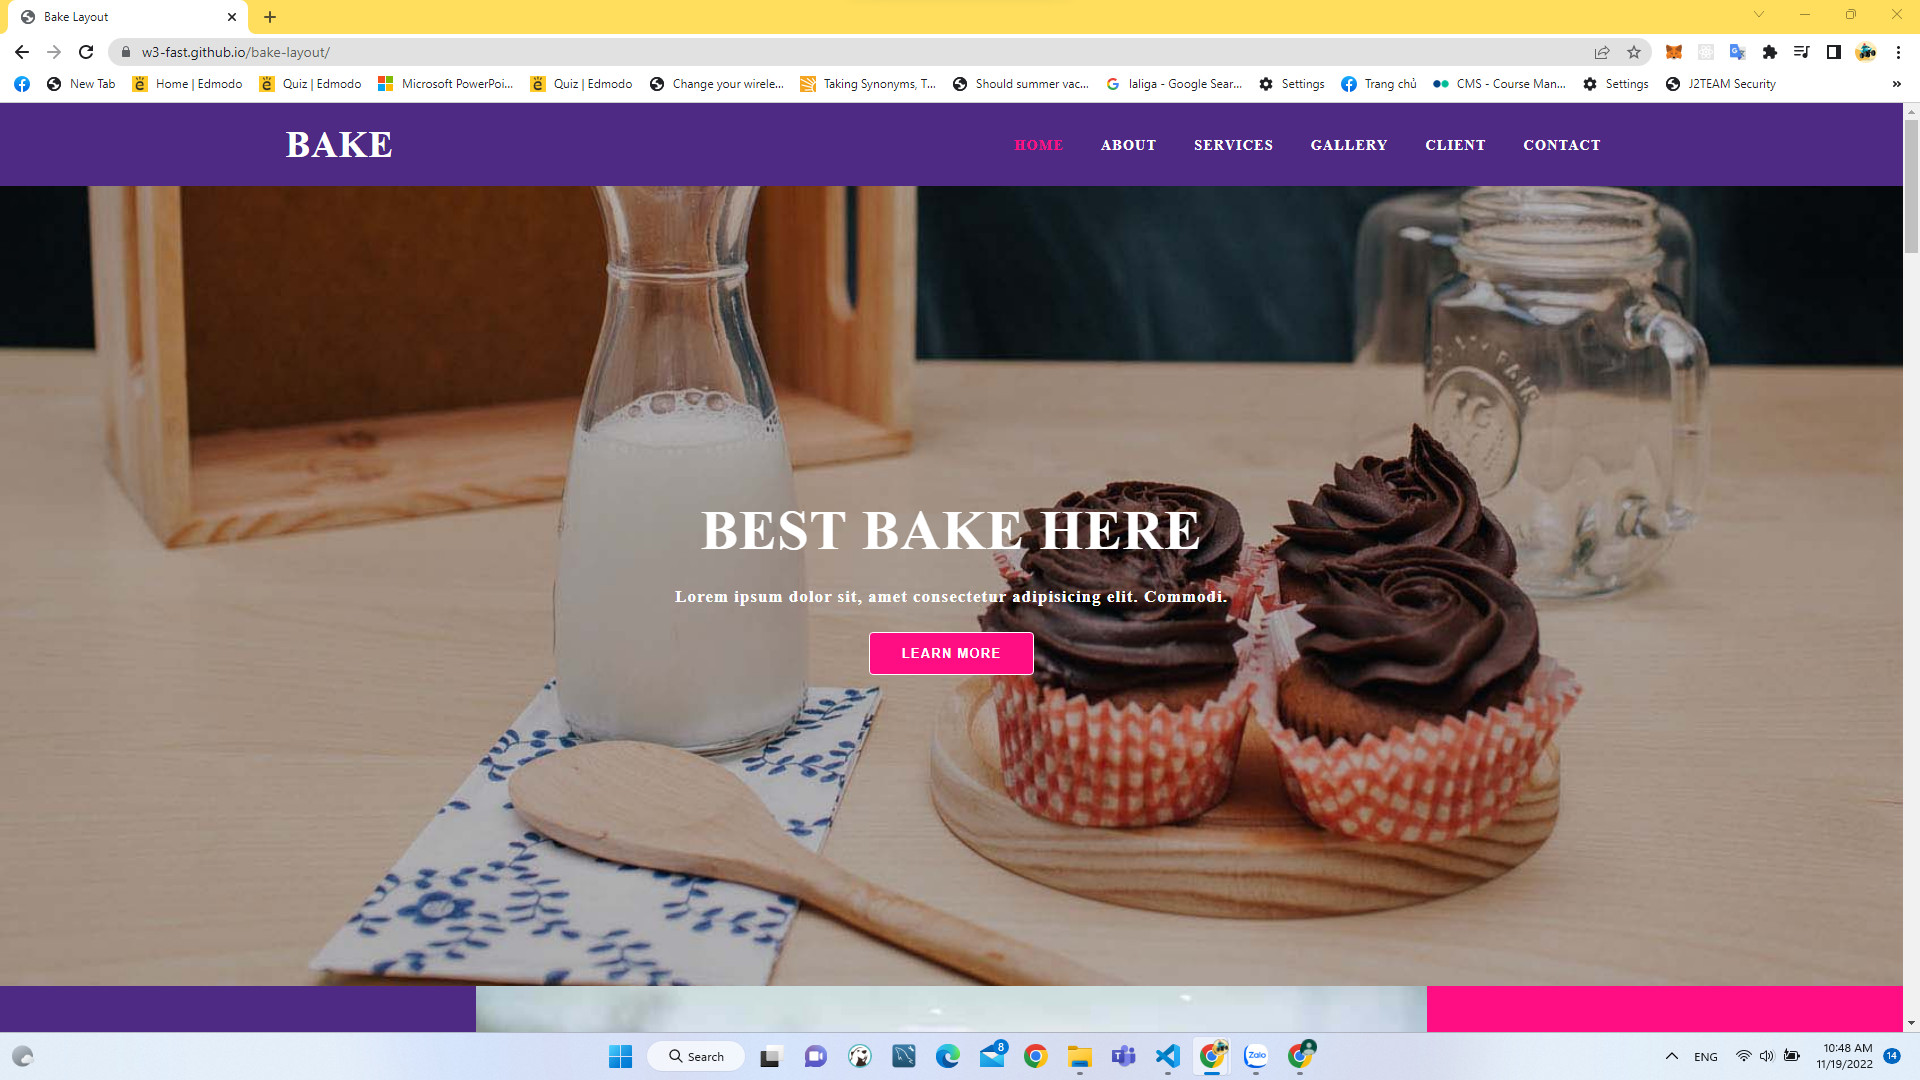 Bake Layout
w3-fast.github.io/bake-layout/
New Tab
Home | Edmodo
Quiz | Edmodo
Microsoft PowerPoi...
Quiz | Edmodo
Change your wirele...
Taking Synonyms, T...
Should summer vac...
laliga - Google Sear...
Settings
Trang chủ
CMS - Course Man...
Settings
J2TEAM Security
»
BAKE
HOME
ABOUT
SERVICES
GALLERY
CLIENT
CONTACT
FAIR
BEST BAKE HERE
Lorem ipsum dolor sit, amet consectetur adipisicing elit. Commodi.
LEARN MORE
Search
8
Zalo
ENG
10:48 AM
11/19/2022
14